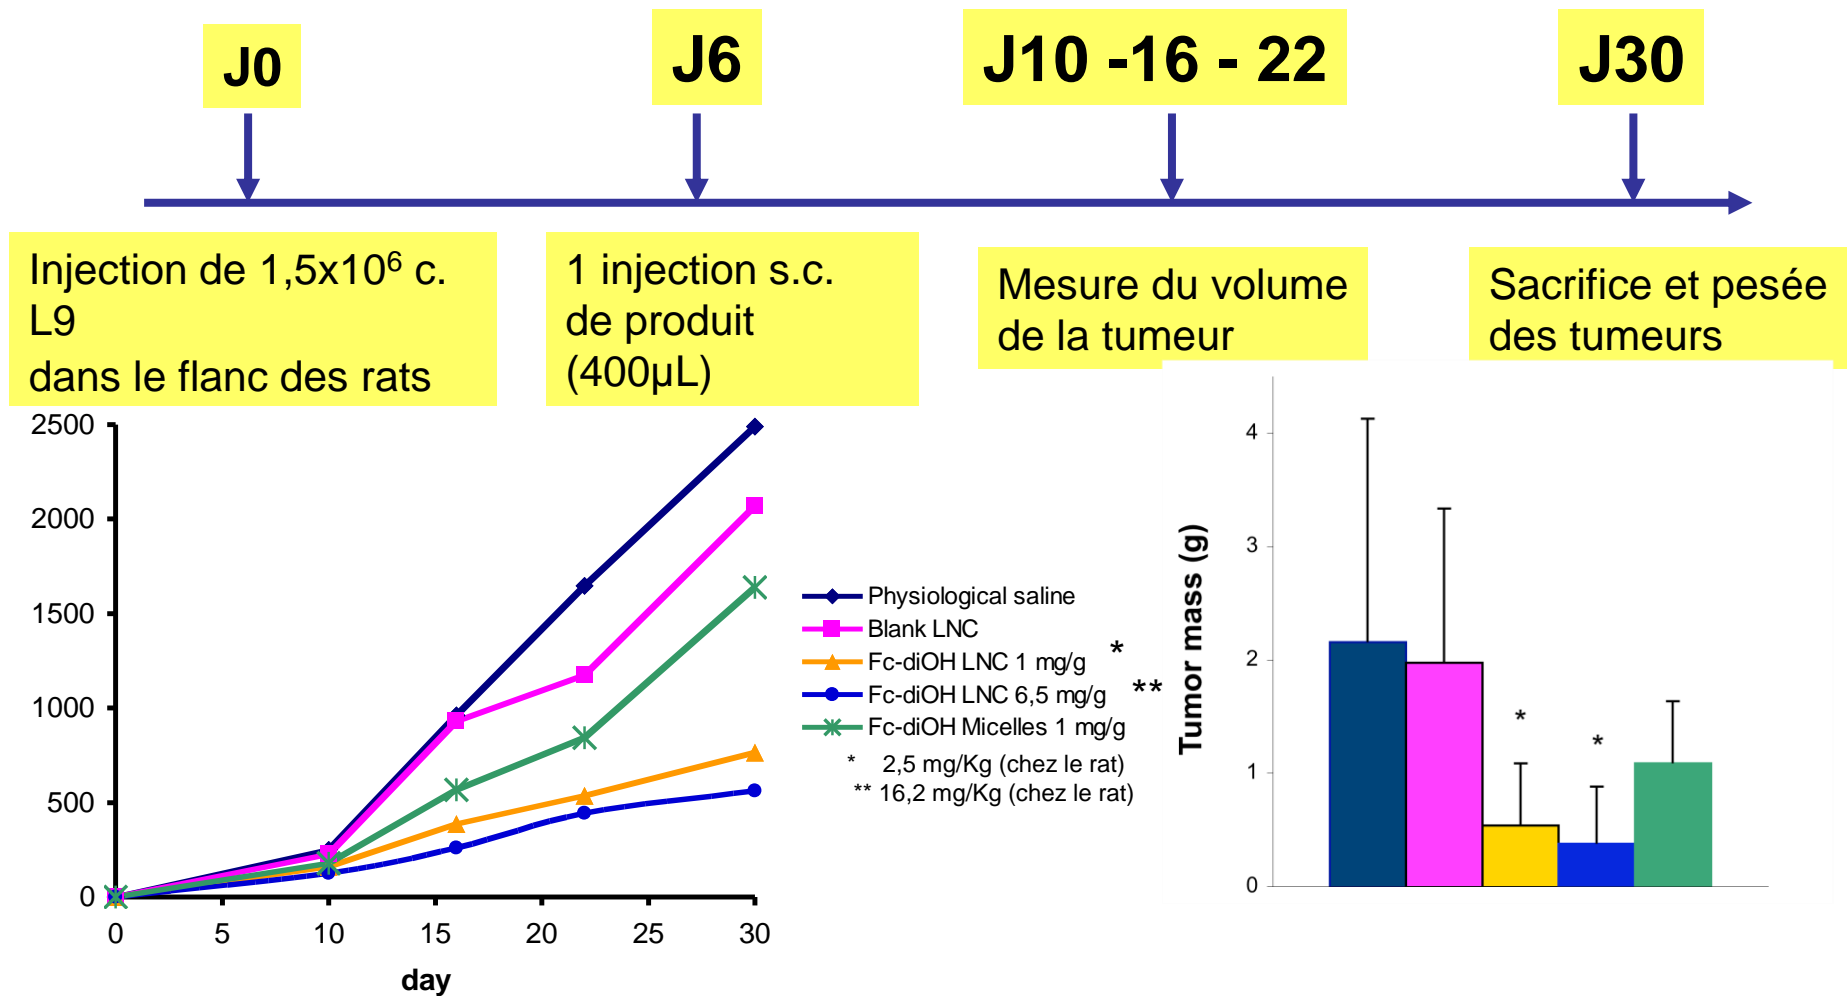 J0
J6
J10 -16 - 22
J30
Injection de 1,5x10⁶ c.
L9
dans le flanc des rats
1 injection s.c.
de produit
(400µL)
Mesure du volume
de la tumeur
Sacrifice et pesée
des tumeurs
2500
2000
1500
1000
500
0
0 5 10 15 20 25 30
day
Physiological saline
Blank LNC
Fc-diOH LNC 1 mg/g *
Fc-diOH LNC 6,5 mg/g **
Fc-diOH Micelles 1 mg/g
* 2,5 mg/Kg (chez le rat)
** 16,2 mg/Kg (chez le rat)
Tumor mass (g)
4
3
2
1
0
*
*